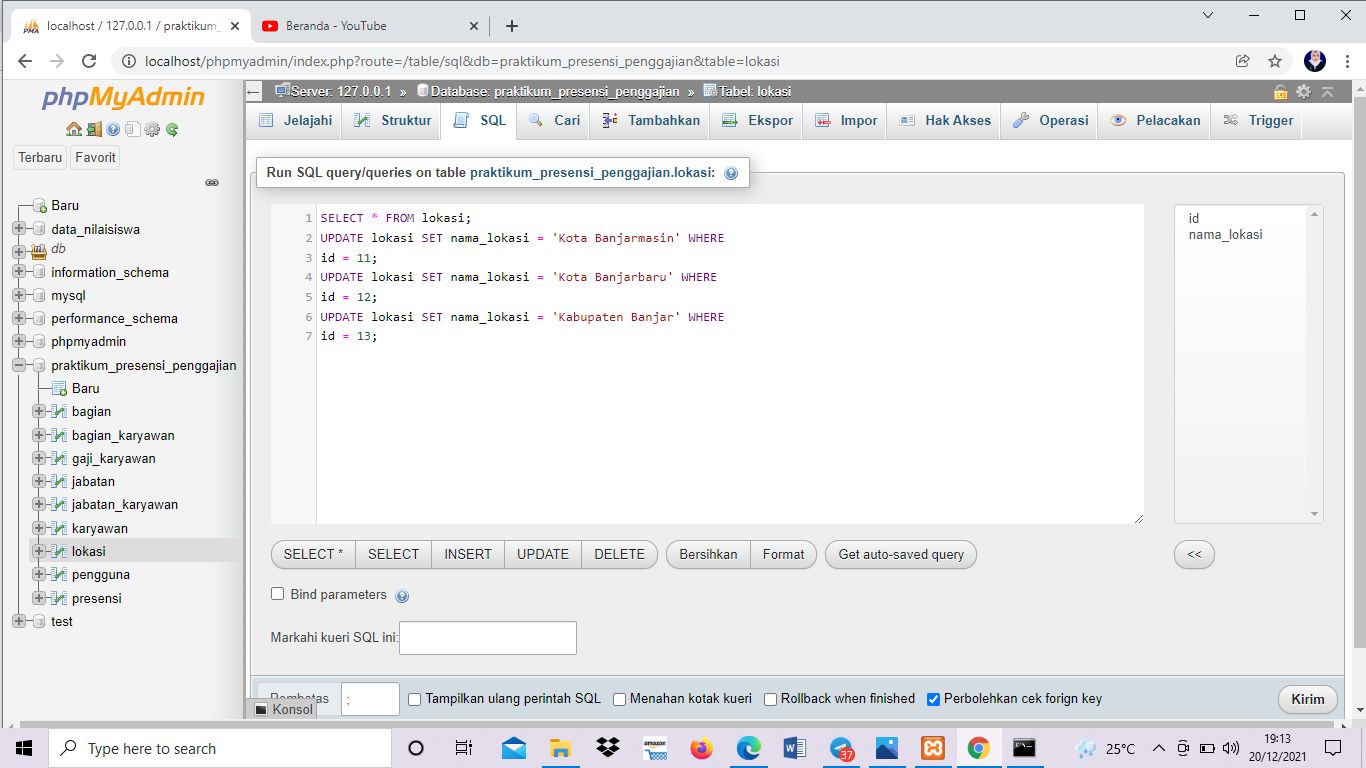 localhost / 127.0.0.1 / praktikum_
Beranda - YouTube
localhost/phpmyadmin/index.php?route=/table/sql&db=praktikum_presensi_penggajian&table=lokasi
phpMyAdmin
Terbaru Favorit
Baru
data_nilaisiswa
db
information_schema
mysql
performance_schema
phpmyadmin
praktikum_presensi_penggajian
Baru
bagian
bagian_karyawan
gaji_karyawan
jabatan
jabatan_karyawan
karyawan
lokasi
pengguna
presensi
test
Server: 127.0.0.1 » Database: praktikum_presensi_penggajian » Tabel: lokasi
Jelajahi Struktur SQL Cari Tambahkan Ekspor Impor Hak Akses Operasi Pelacakan Trigger
Run SQL query/queries on table praktikum_presensi_penggajian.lokasi:
1 SELECT * FROM lokasi;
2 UPDATE lokasi SET nama_lokasi = 'Kota Banjarmasin' WHERE
3 id = 11;
4 UPDATE lokasi SET nama_lokasi = 'Kota Banjarbaru' WHERE
5 id = 12;
6 UPDATE lokasi SET nama_lokasi = 'Kabupaten Banjar' WHERE
7 id = 13;
id
nama_lokasi
SELECT * SELECT INSERT UPDATE DELETE Bersihkan Format Get auto-saved query <<
Bind parameters
Markahi kueri SQL ini:
Pembatas ; Tampilkan ulang perintah SQL Menahan kotak kueri Rollback when finished Perbolehkan cek forign key Kirim
Konsol
Type here to search
amazon
37
25°C
19:13
20/12/2021